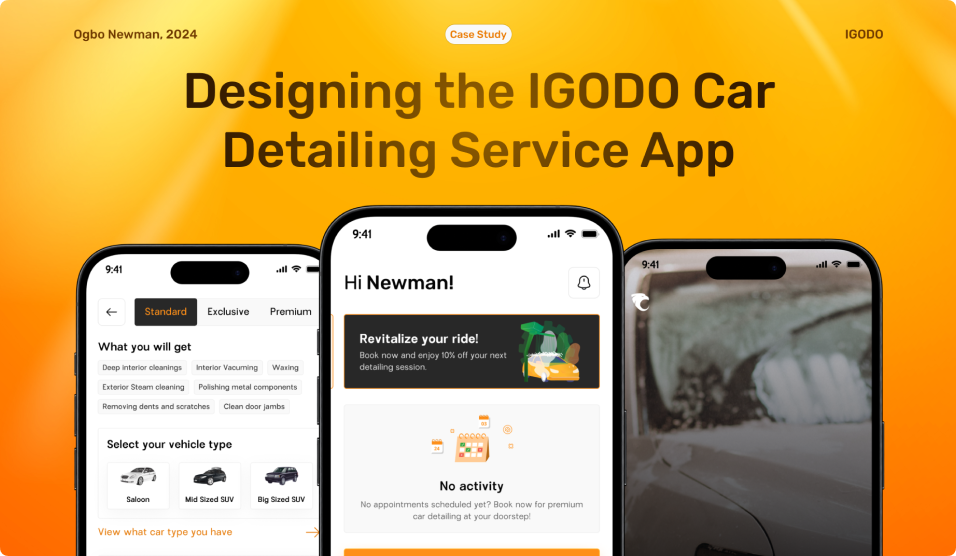 Ogbo Newman, 2024
Case Study
IGODO
Designing the IGODO Car
Detailing Service App
9:41
Standard
Exclusive
Premium
What you will get
Deep interior cleanings
Interior Vacuming
Waxing
Exterior Steam cleaning
Polishing metal components
Removing dents and scratches
Clean door jambs
Select your vehicle type
Saloon
Mid Sized SUV
Big Sized SUV
View what car type you have
9:41
Hi Newman!
Revitalize your ride!
Book now and enjoy 10% off your next
detailing session.
No activity
No appointments scheduled yet? Book now for premium
car detailing at your doorstep!
9:41